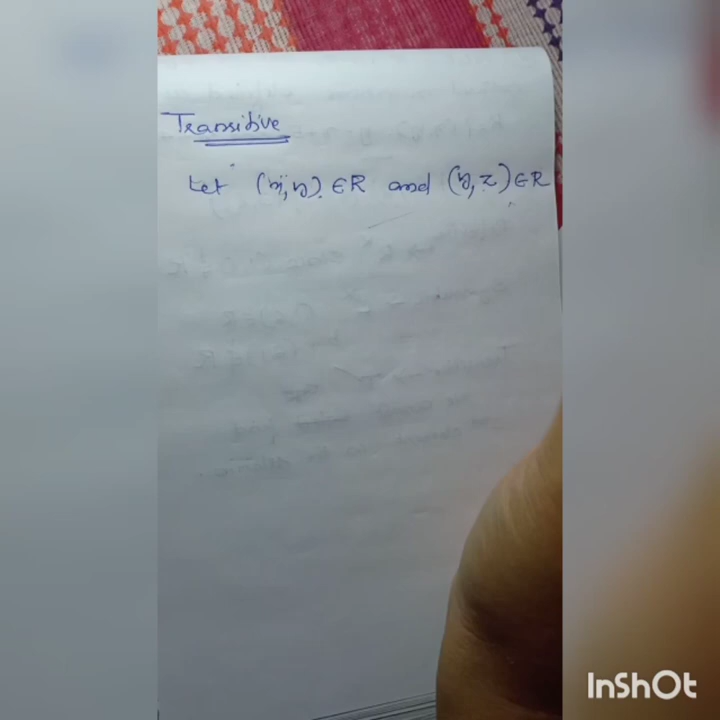 Transitive
Let (x,y) ∈ R and (y,z) ∈ R
InShOt